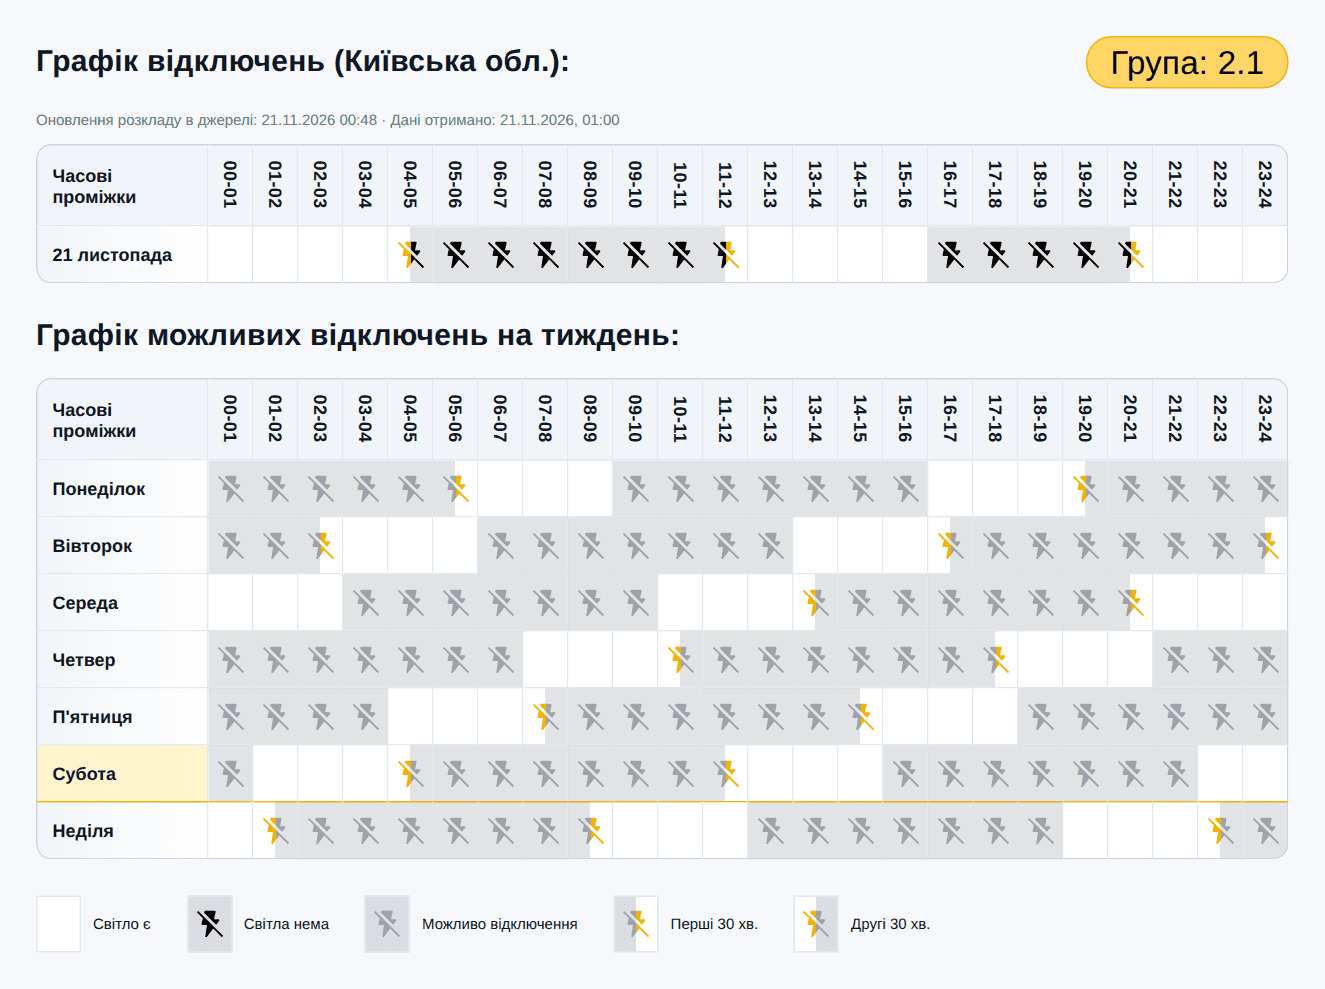 Графік відключень (Київська обл.):
Група: 2.1
Оновлення розкладу в джерелі: 21.11.2026 00:48 · Дані отримано: 21.11.2026, 01:00
Часові
проміжки
00-01 01-02 02-03 03-04 04-05 05-06 06-07 07-08 08-09 09-10 10-11 11-12 12-13 13-14 14-15 15-16 16-17 17-18 18-19 19-20 20-21 21-22 22-23 23-24
21 листопада
Графік можливих відключень на тиждень:
Часові
проміжки
00-01 01-02 02-03 03-04 04-05 05-06 06-07 07-08 08-09 09-10 10-11 11-12 12-13 13-14 14-15 15-16 16-17 17-18 18-19 19-20 20-21 21-22 22-23 23-24
Понеділок
Вівторок
Середа
Четвер
П'ятниця
Субота
Неділя
Світло є
Світла нема
Можливо відключення
Перші 30 хв.
Другі 30 хв.